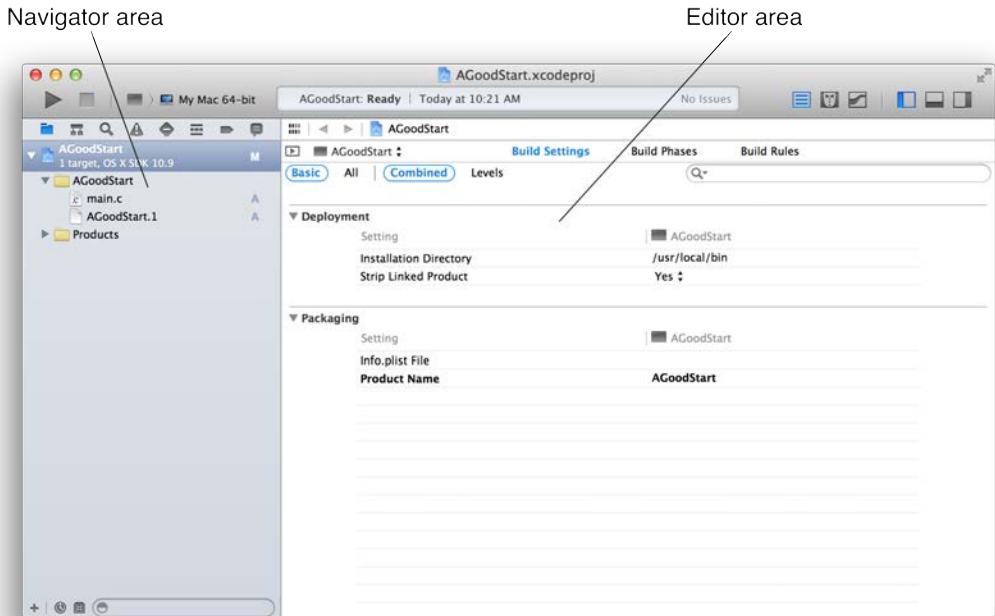 Navigator area
Editor area
AGoodStart.xcodeproj
My Mac 64-bit
AGoodStart: Ready | Today at 10:21 AM
No Issues
AGoodStart
AGoodStart
1 target, OS X SDK 10.9
M
AGoodStart
main.c
A
AGoodStart.1
A
Products
AGoodStart
Build Settings
Build Phases
Build Rules
Basic
All
Combined
Levels
Deployment
Setting
AGoodStart
Installation Directory
/usr/local/bin
Strip Linked Product
Yes
Packaging
Setting
AGoodStart
Info.plist File
Product Name
AGoodStart